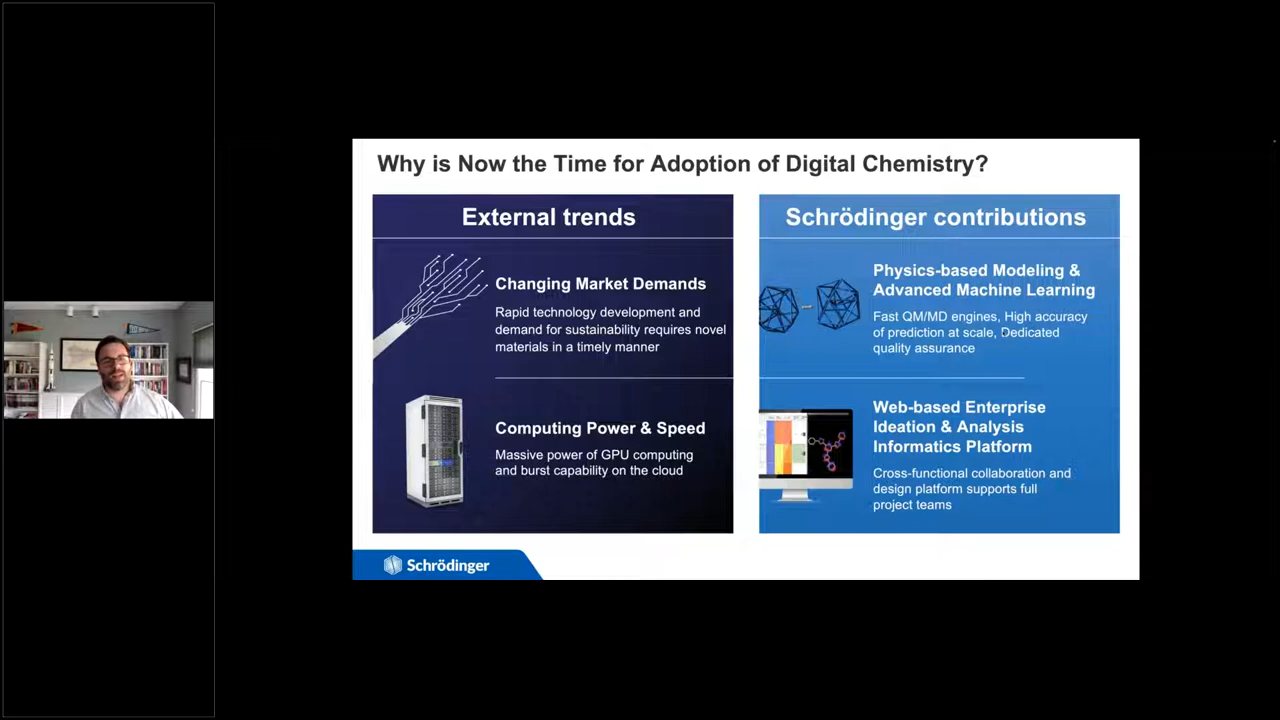 Why is Now the Time for Adoption of Digital Chemistry?
External trends
Changing Market Demands
Rapid technology development and
demand for sustainability requires novel
materials in a timely manner
Computing Power & Speed
Massive power of GPU computing
and burst capability on the cloud
Schrödinger contributions
Physics-based Modeling &
Advanced Machine Learning
Fast QM/MD engines, High accuracy
of prediction at scale, Dedicated
quality assurance
Web-based Enterprise
Ideation & Analysis
Informatics Platform
Cross-functional collaboration and
design platform supports full
project teams
Schrödinger